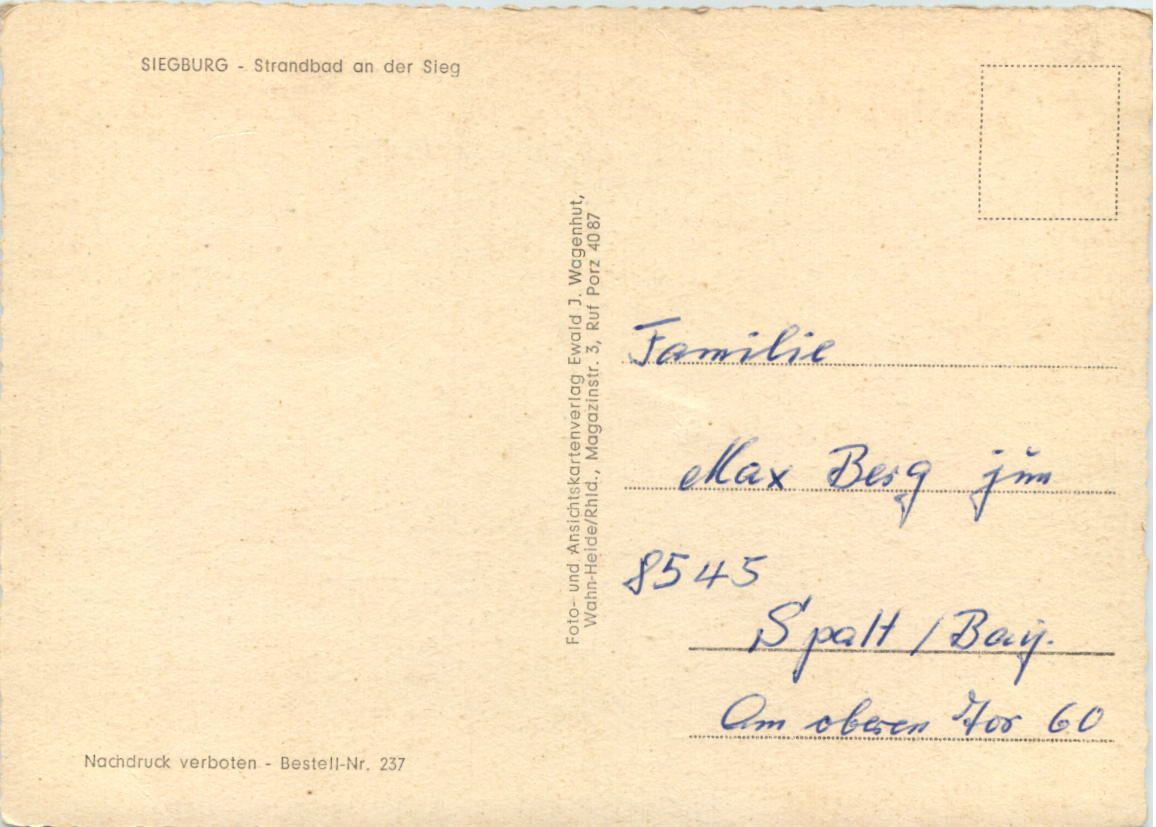 SIEGBURG - Strandbad an der Sieg
Foto- und Ansichtskartenverlag Ewald J. Wagenhut,
Wahn-Heide/Rhld., Magazinstr. 3, Ruf Porz 4087
Familie
Max Berg jun
8545
Spalt / Bay.
Am oberen Tor 60
Nachdruck verboten - Bestell-Nr. 237